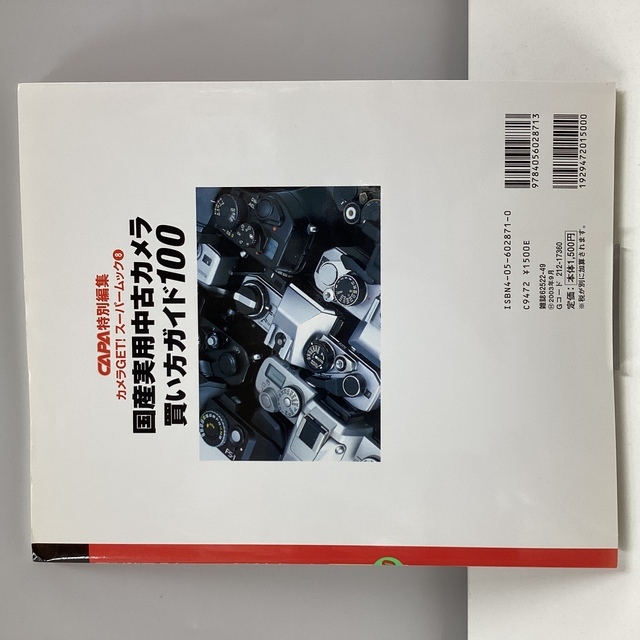 CAPA特別編集
カメラGET! スーパームック⑧
国産実用中古カメラ
買い方ガイド100
9784056028713
1929472015000
ISBN4-05-602871-0
C9472 ¥1500E
雑誌62522-49
Ⓗ2003年9月
Gコード 212-17360
定価:本体1,500円
※税が別に加算されます。